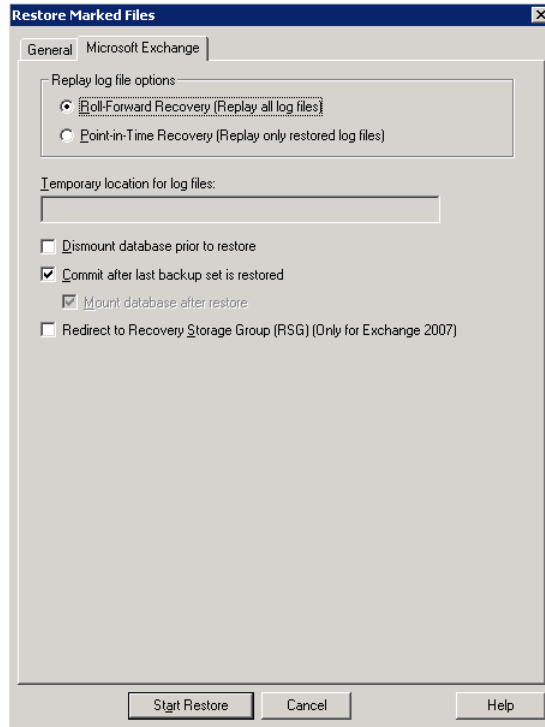 Restore Marked Files
General
Microsoft Exchange
Replay log file options
Roll-Forward Recovery (Replay all log files)
Point-in-Time Recovery (Replay only restored log files)
Temporary location for log files:
Dismount database prior to restore
Commit after last backup set is restored
Mount database after restore
Redirect to Recovery Storage Group (RSG) (Only for Exchange 2007)
Start Restore
Cancel
Help